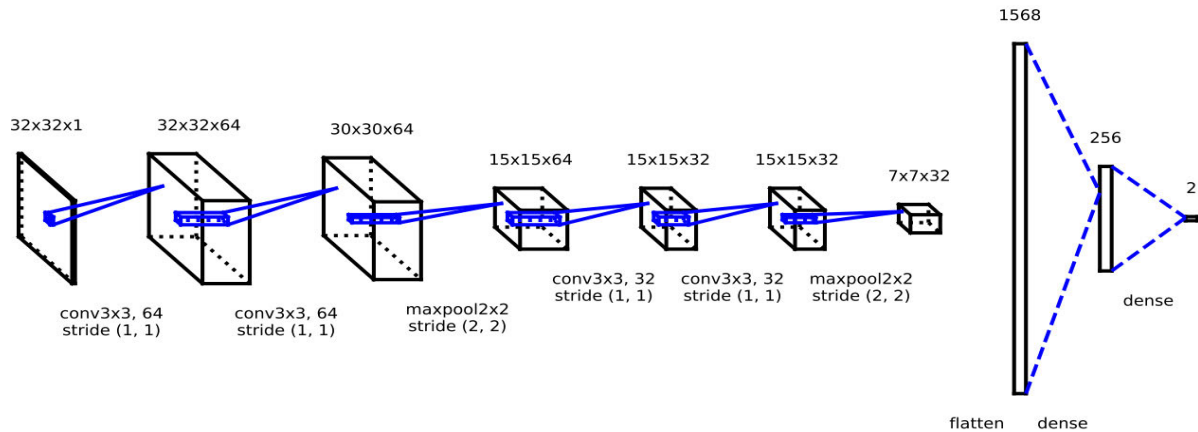 1568
256
2
32x32x1
32x32x64
30x30x64
15x15x64
15x15x32
15x15x32
7x7x32
conv3x3, 64
stride (1, 1)
conv3x3, 64
stride (1, 1)
maxpool2x2
stride (2, 2)
conv3x3, 32
stride (1, 1)
conv3x3, 32
stride (1, 1)
maxpool2x2
stride (2, 2)
dense
flatten
dense